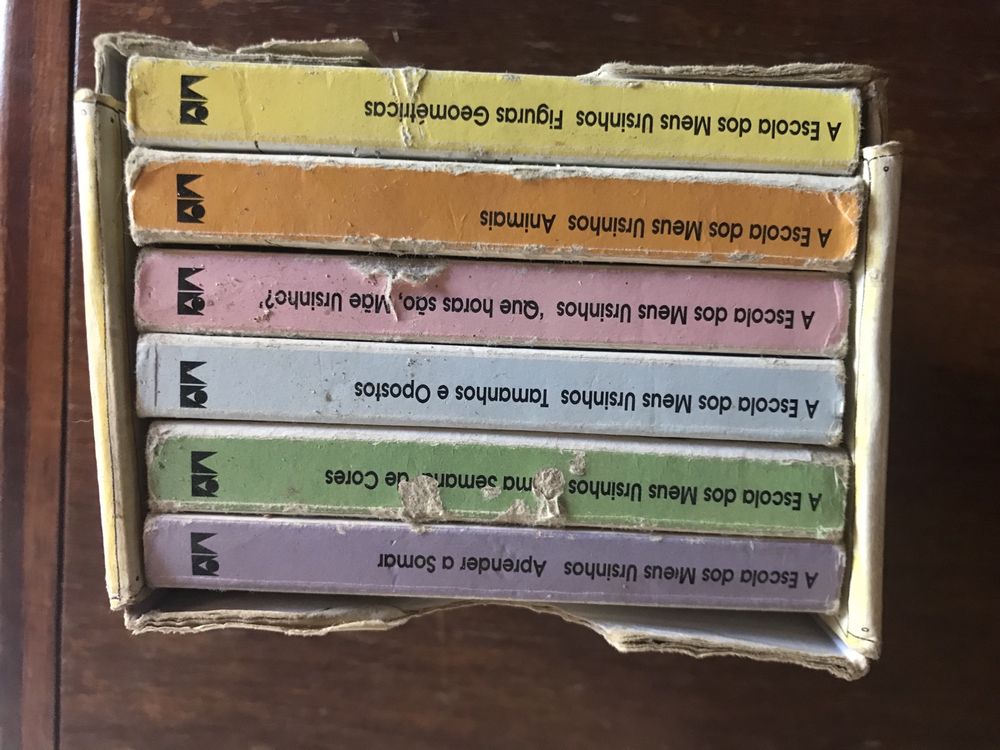 A Escola dos Meus Ursinhos Aprender a Somar
A Escola dos Meus Ursinhos semana de Cores
A Escola dos Meus Ursinhos Tamanhos e Opostos
A Escola dos Meus Ursinhos 'Que horas são, Mãe Ursinho?'
A Escola dos Meus Ursinhos Animais
A Escola dos Meus Ursinhos Figuras Geométricas